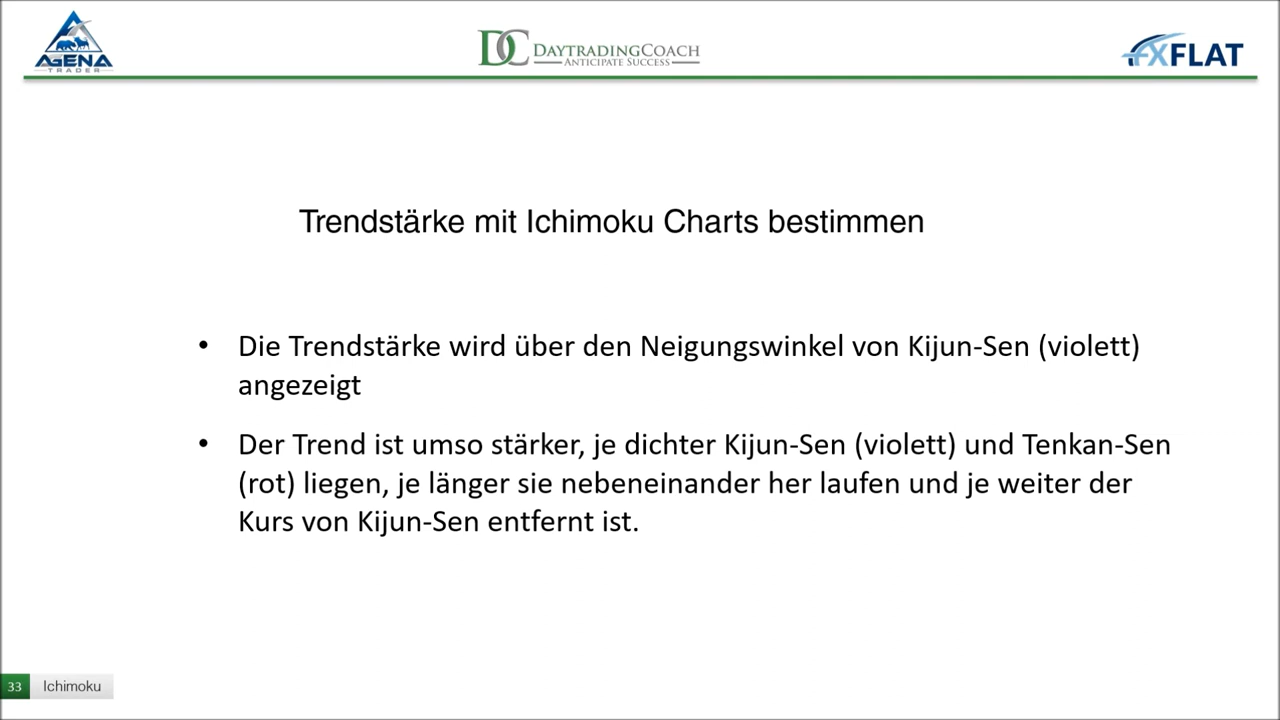 AGENA
TRADER
DC DAYTRADINGCOACH
ANTICIPATE SUCCESS
FXFLAT
Trendstärke mit Ichimoku Charts bestimmen
• Die Trendstärke wird über den Neigungswinkel von Kijun-Sen (violett)
angezeigt
• Der Trend ist umso stärker, je dichter Kijun-Sen (violett) und Tenkan-Sen
(rot) liegen, je länger sie nebeneinander her laufen und je weiter der
Kurs von Kijun-Sen entfernt ist.
33 Ichimoku